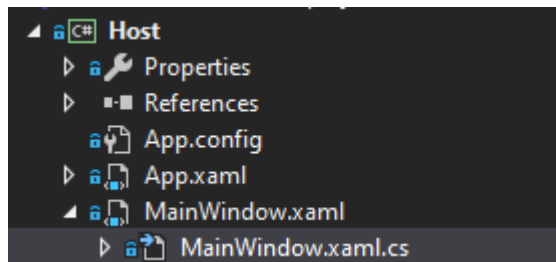 C# Host
Properties
References
App.config
App.xaml
MainWindow.xaml
MainWindow.xaml.cs